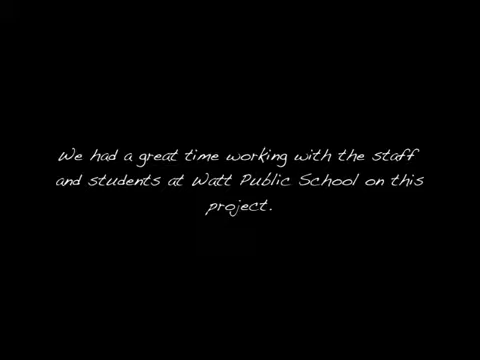 We had a great time working with the staff
and students at Watt Public School on this
project.